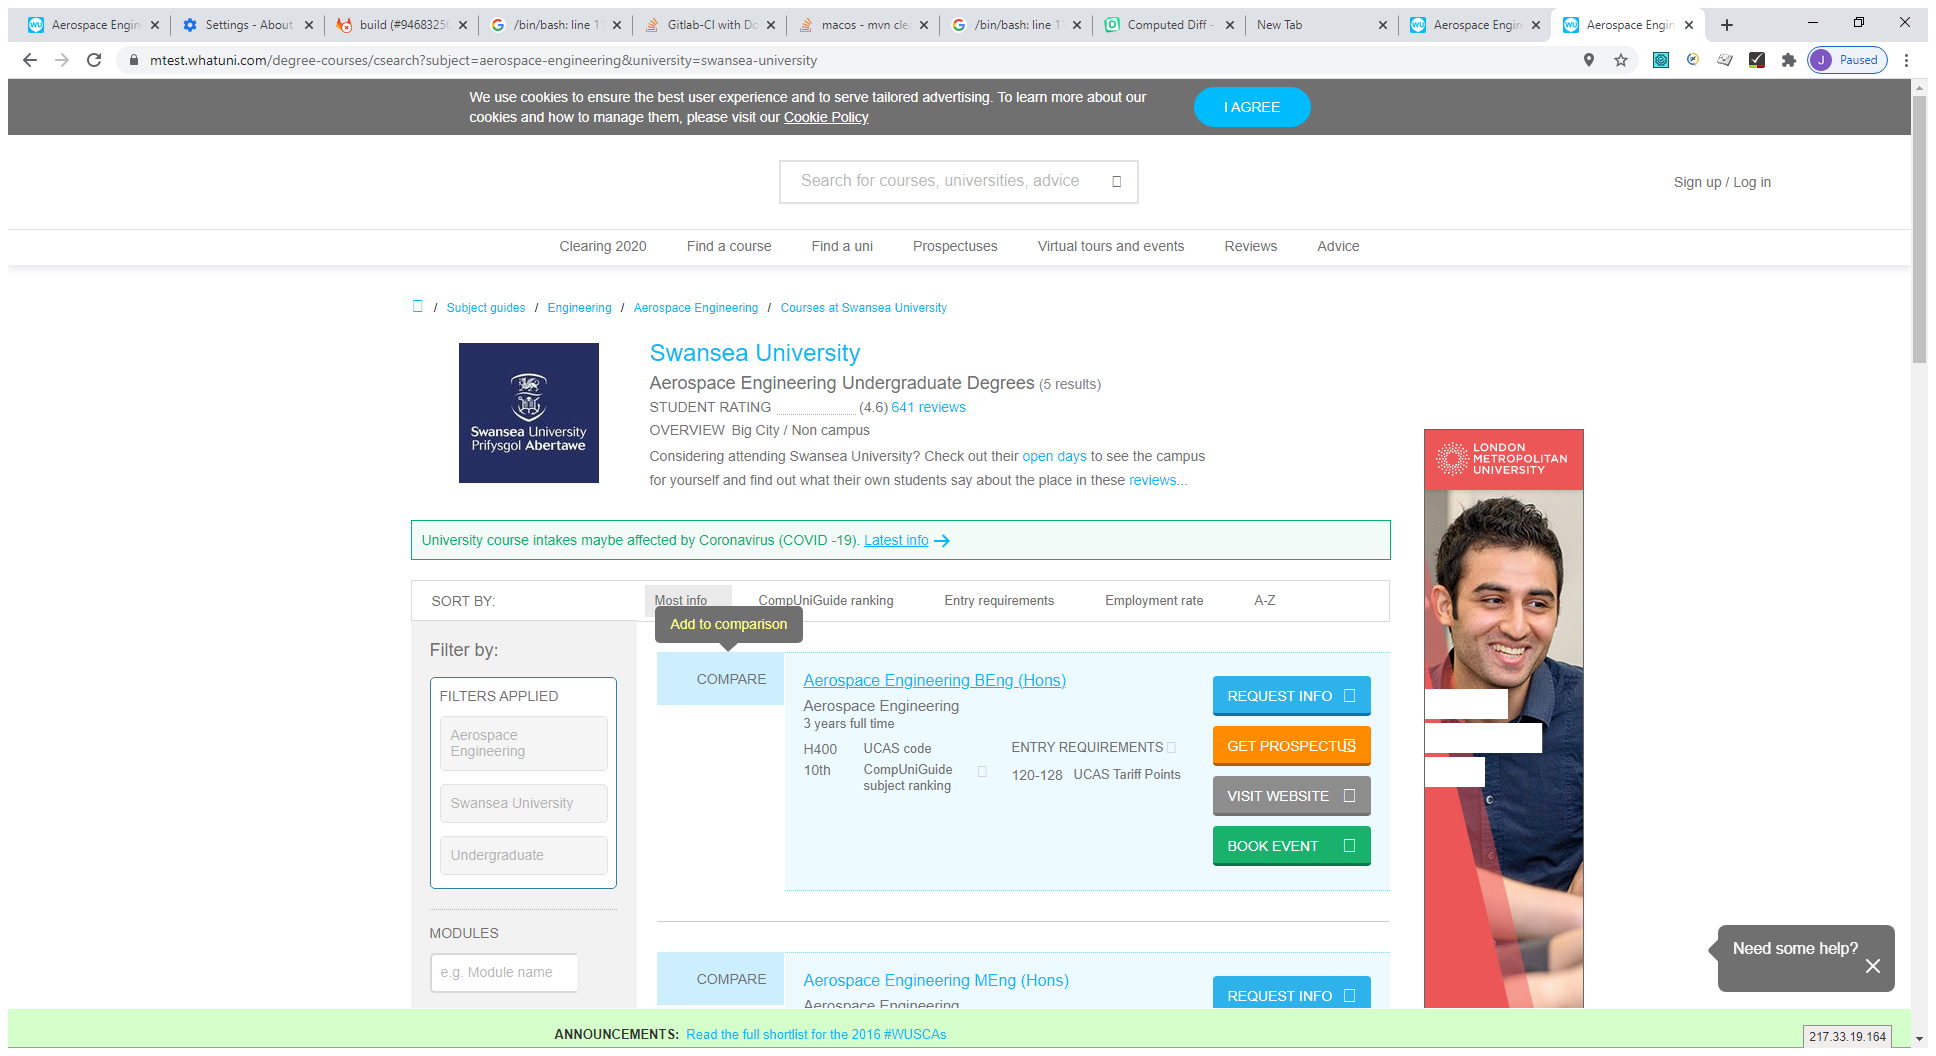 Aerospace Engin
Settings - About
build (#9468325
/bin/bash: line 1
Gitlab-CI with Do
macos - mvn cle
/bin/bash: line 1
Computed Diff -
New Tab
Aerospace Engin
Aerospace Engin
mtest.whatuni.com/degree-courses/csearch?subject=aerospace-engineering&university=swansea-university
J Paused
We use cookies to ensure the best user experience and to serve tailored advertising. To learn more about our
cookies and how to manage them, please visit our Cookie Policy
I AGREE
Search for courses, universities, advice
Sign up / Log in
Clearing 2020 Find a course Find a uni Prospectuses Virtual tours and events Reviews Advice
/ Subject guides / Engineering / Aerospace Engineering / Courses at Swansea University
Swansea University
Prifysgol Abertawe
Swansea University
Aerospace Engineering Undergraduate Degrees (5 results)
STUDENT RATING (4.6) 641 reviews
OVERVIEW Big City / Non campus
Considering attending Swansea University? Check out their open days to see the campus
for yourself and find out what their own students say about the place in these reviews...
LONDON
METROPOLITAN
UNIVERSITY
University course intakes maybe affected by Coronavirus (COVID -19). Latest info →
SORT BY: Most info CompUniGuide ranking Entry requirements Employment rate A-Z
Add to comparison
Filter by:
FILTERS APPLIED
Aerospace
Engineering
Swansea University
Undergraduate
MODULES
e.g. Module name
COMPARE
Aerospace Engineering BEng (Hons)
Aerospace Engineering
3 years full time
H400 UCAS code
10th CompUniGuide
subject ranking
ENTRY REQUIREMENTS
120-128 UCAS Tariff Points
REQUEST INFO
GET PROSPECTUS
VISIT WEBSITE
BOOK EVENT
COMPARE
Aerospace Engineering MEng (Hons)
Aerospace Engineering
REQUEST INFO
Need some help?
ANNOUNCEMENTS: Read the full shortlist for the 2016 #WUSCAs
217.33.19.164